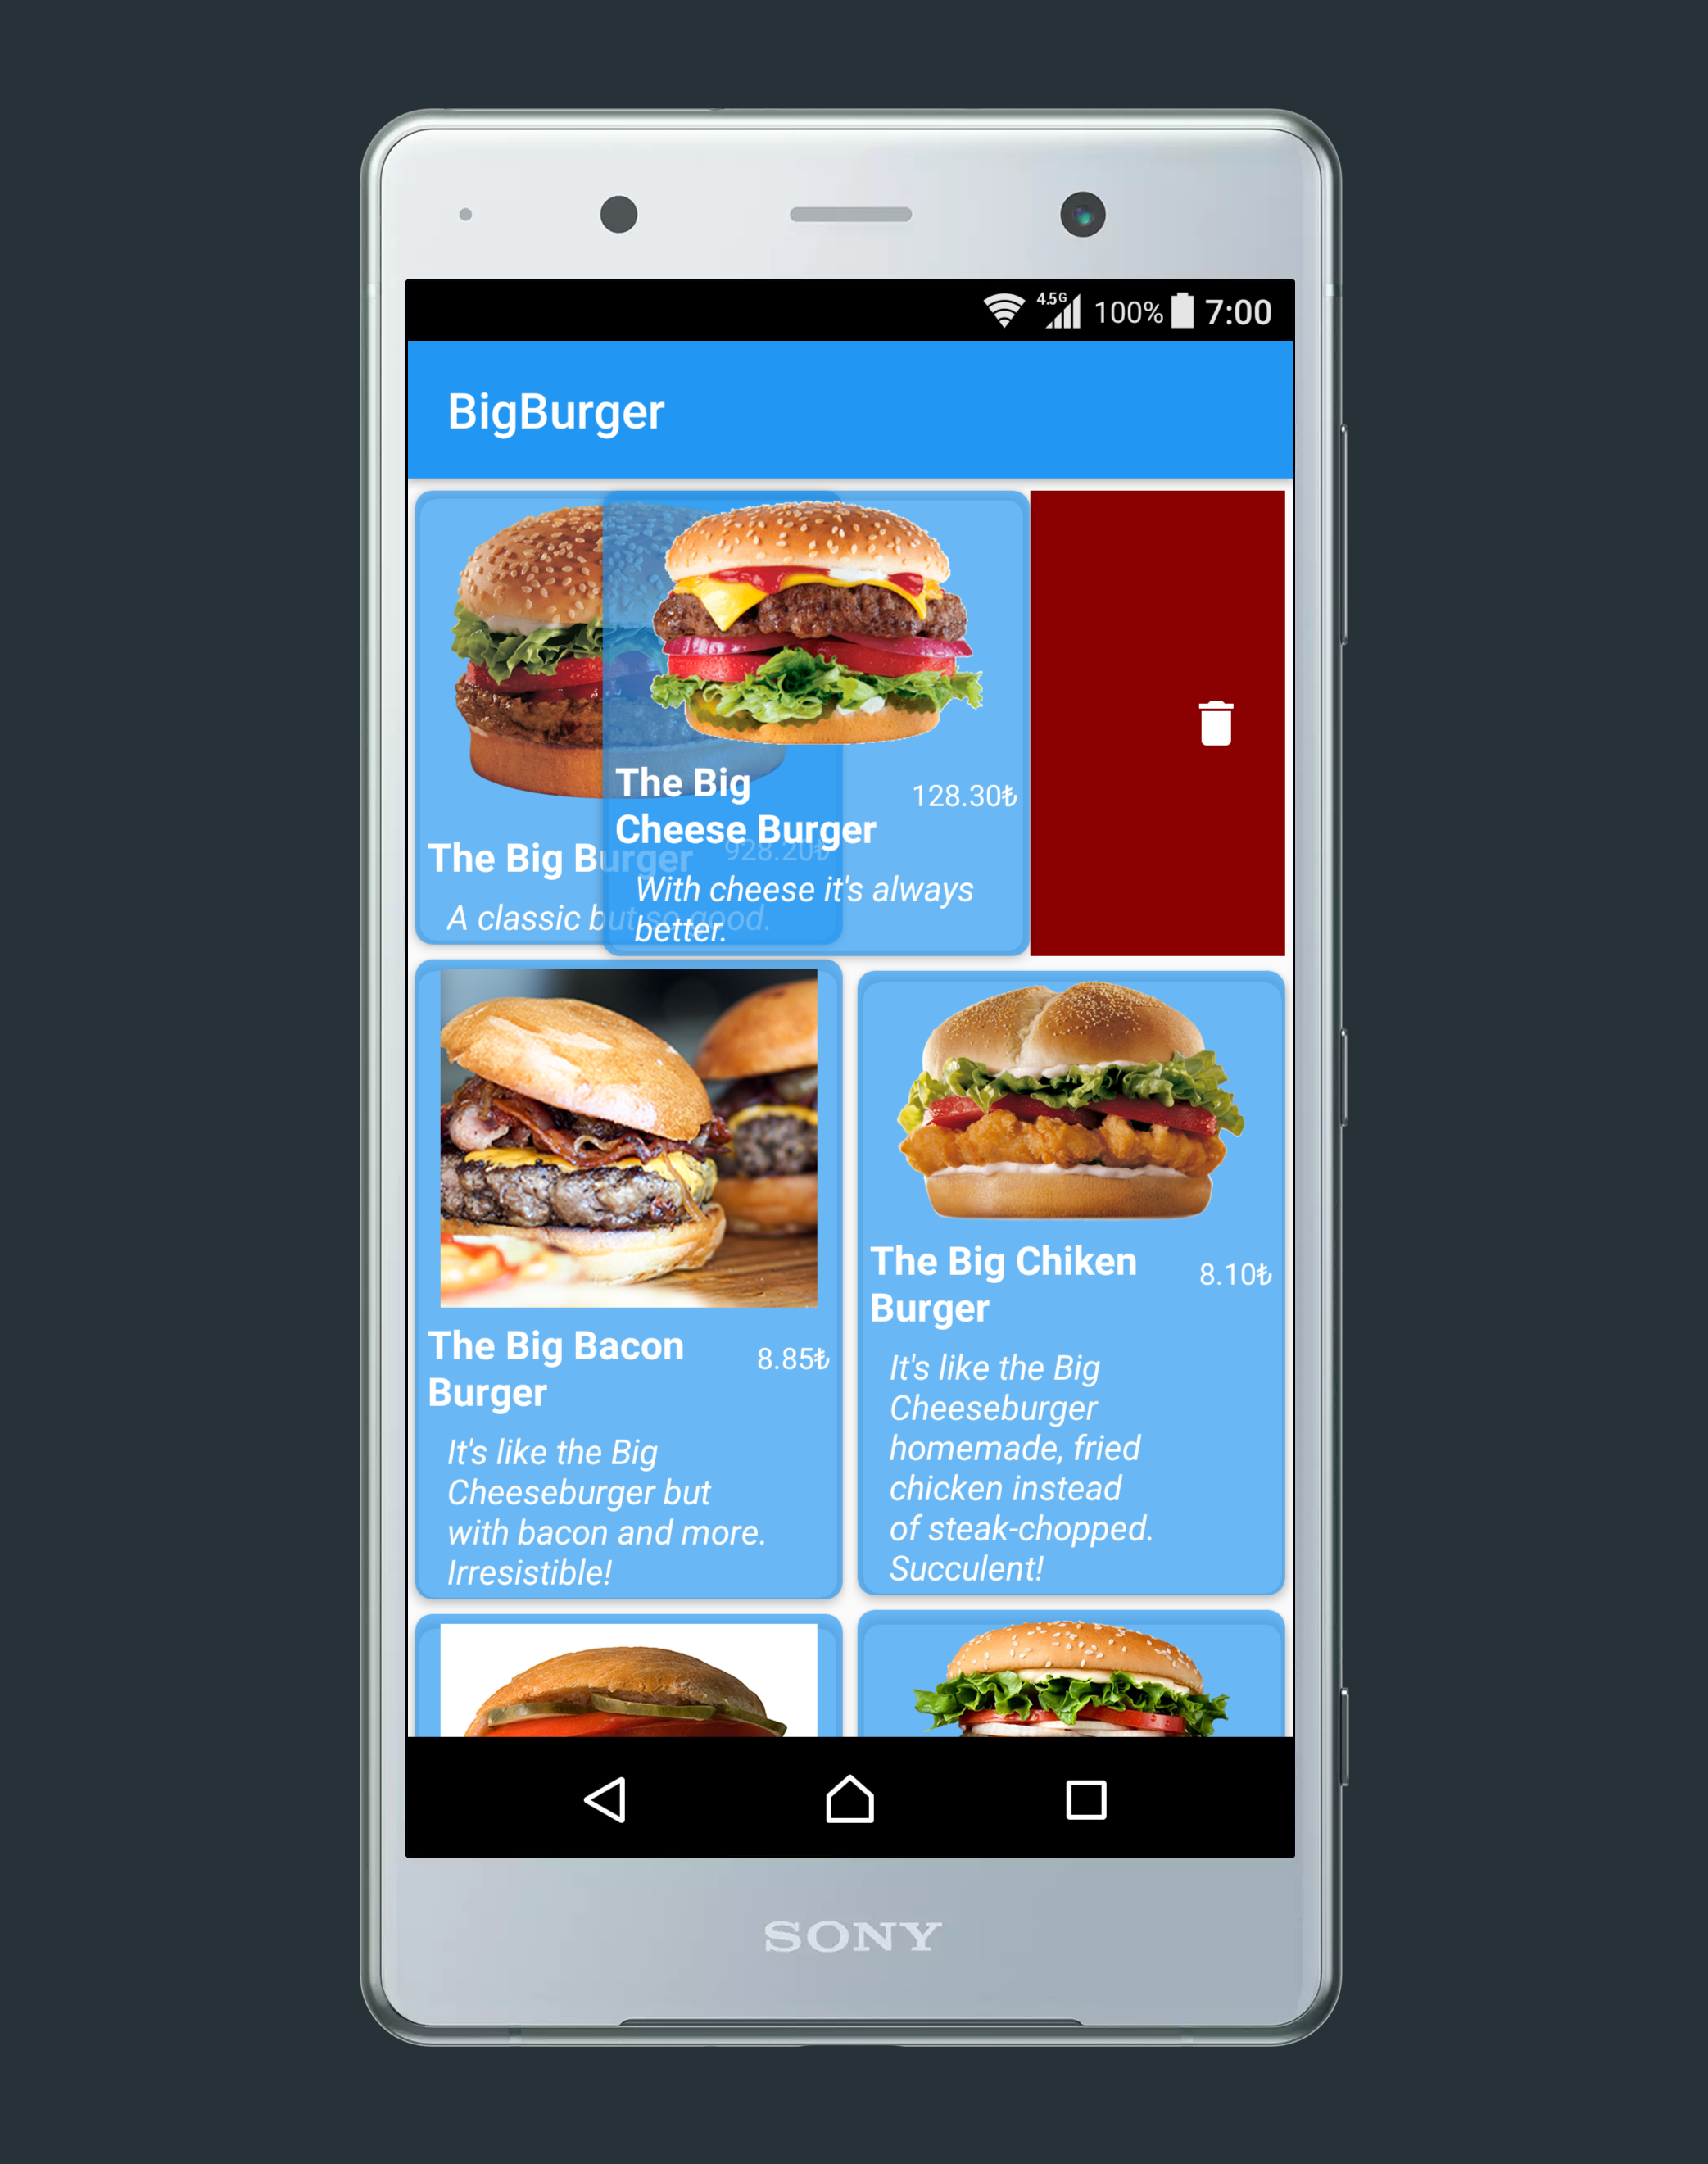 4.5G 100% 7:00
BigBurger
The Big
Cheese Burger
128.30₺
With cheese it's always
better.
The Big Burger
928.20₺
A classic but so good.
The Big Bacon
Burger
8.85₺
It's like the Big
Cheeseburger but
with bacon and more.
Irresistible!
The Big Chiken
Burger
8.10₺
It's like the Big
Cheeseburger
homemade, fried
chicken instead
of steak-chopped.
Succulent!
SONY